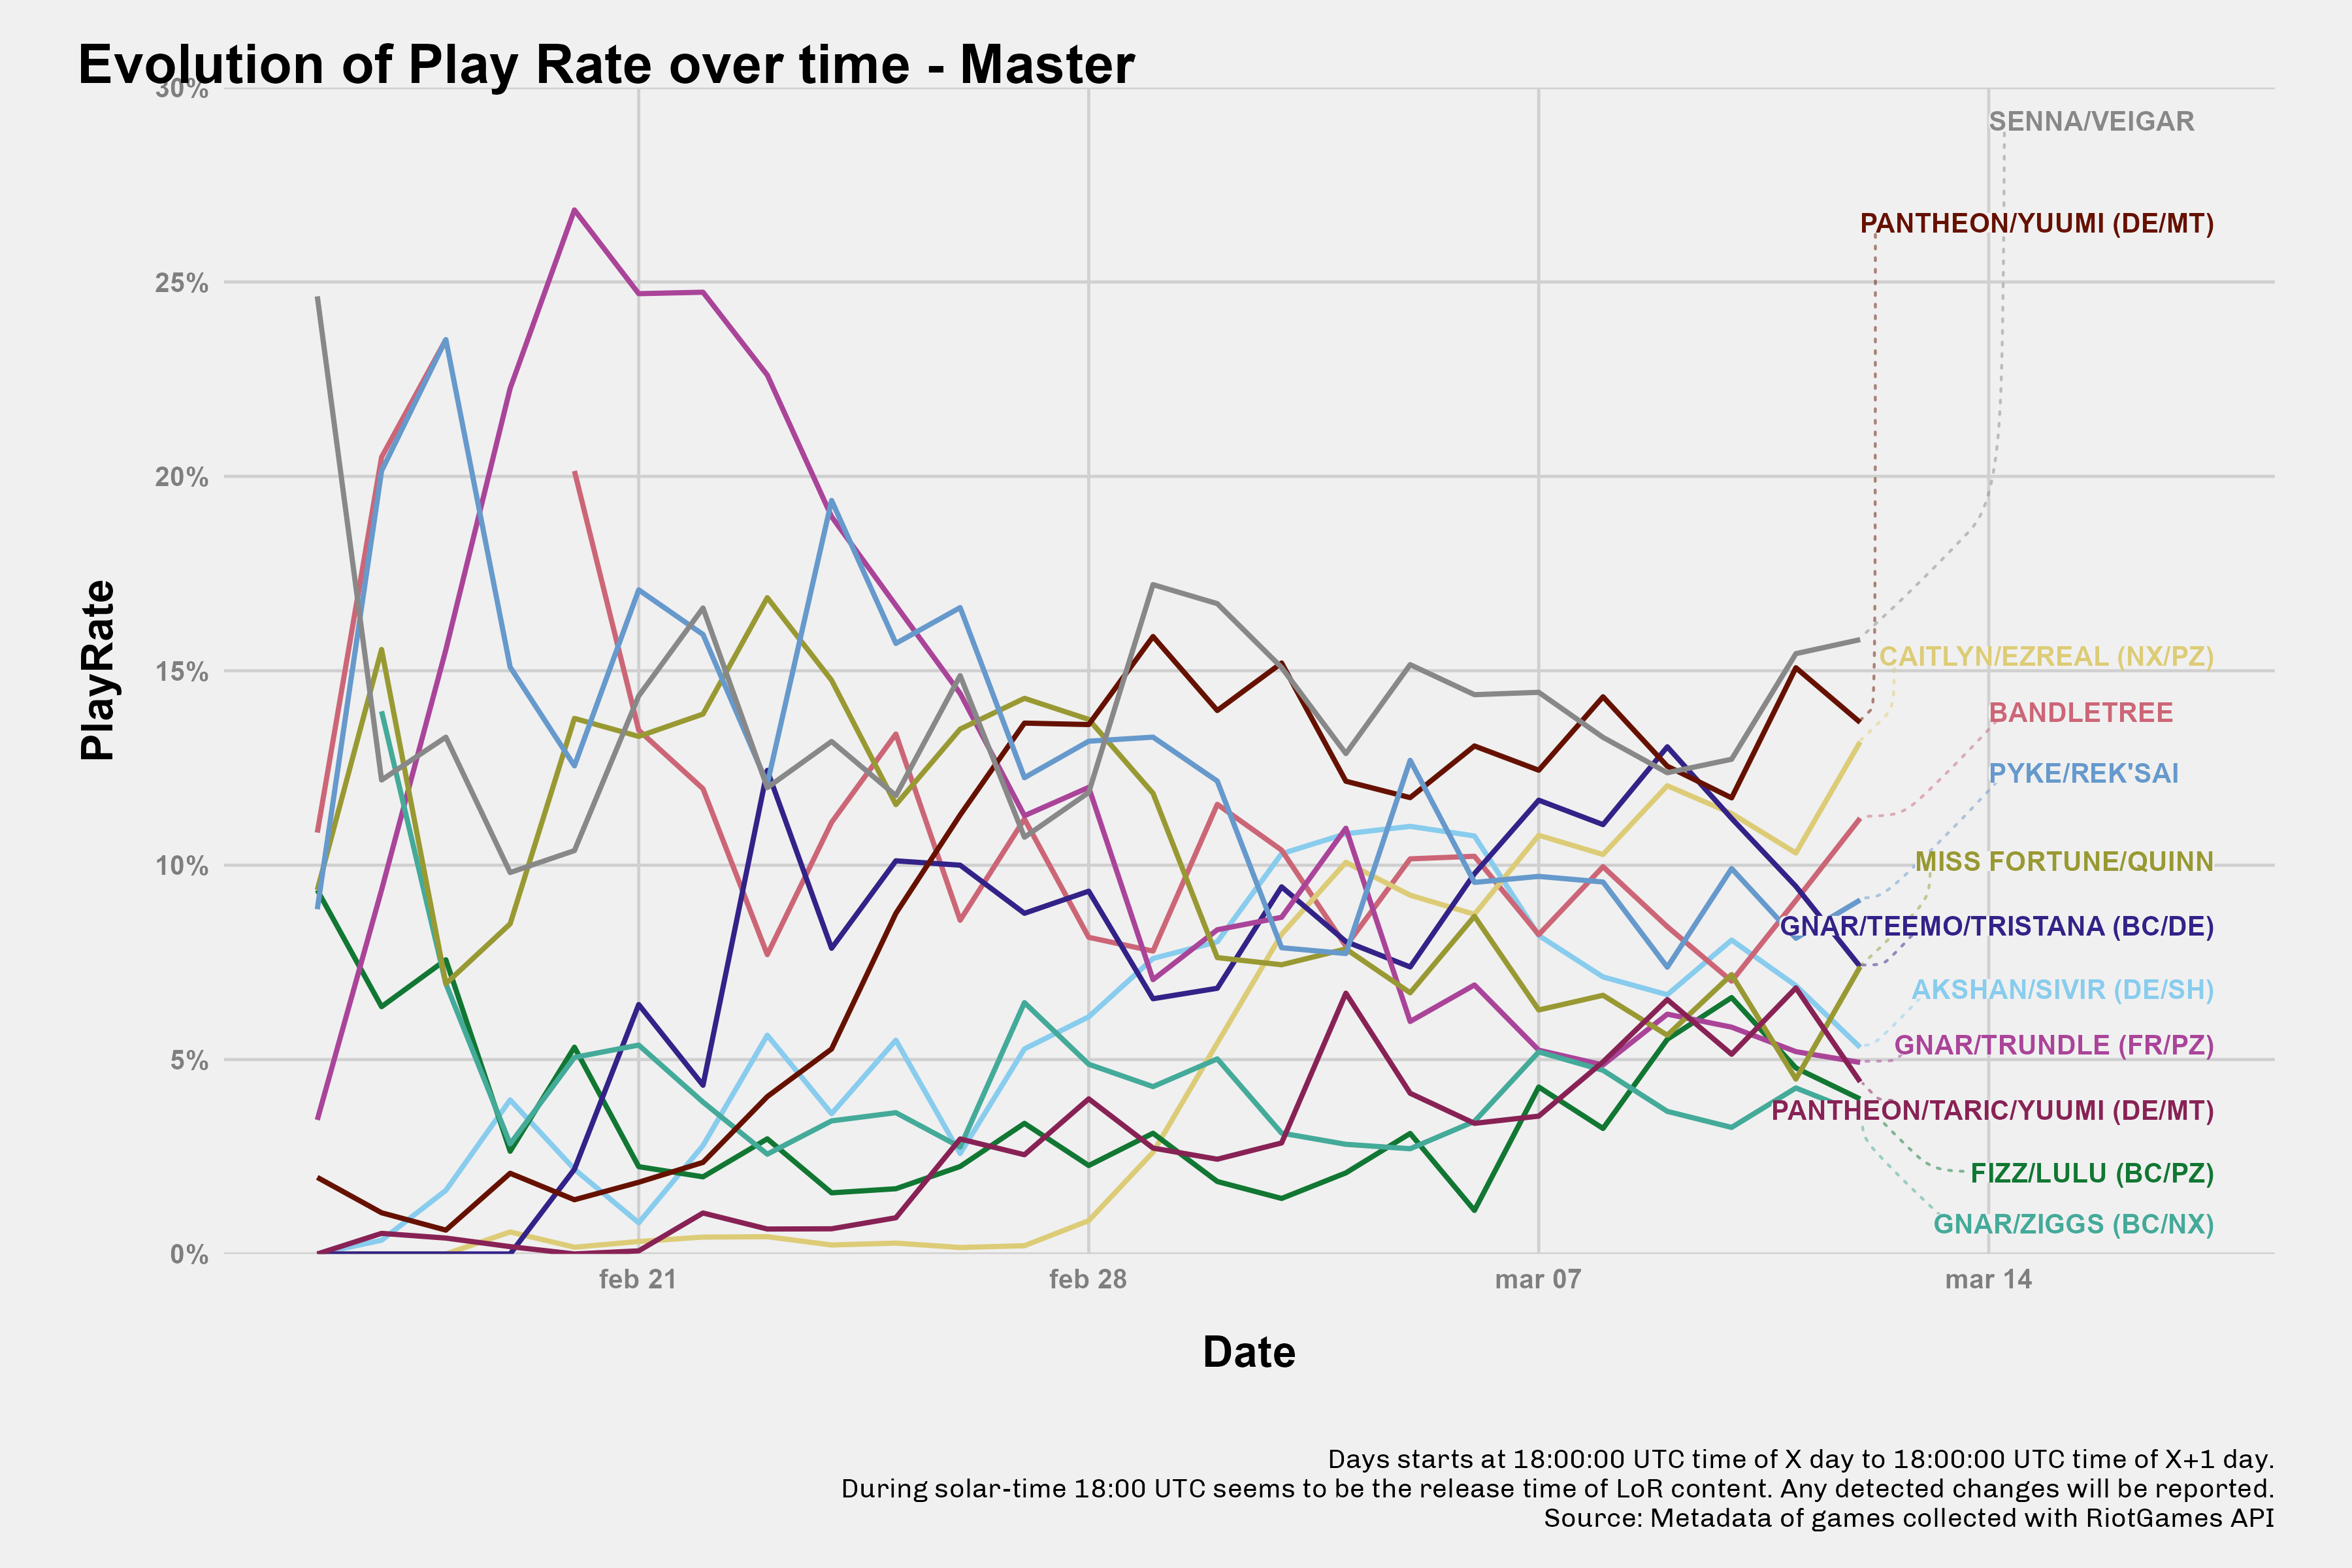 Evolution of Play Rate over time - Master
30%
25%
20%
15%
10%
5%
0%
PlayRate
SENNA/VEIGAR
PANTHEON/YUUMI (DE/MT)
CAITLYN/EZREAL (NX/PZ)
BANDLETREE
PYKE/REK'SAI
MISS FORTUNE/QUINN
GNAR/TEEMO/TRISTANA (BC/DE)
AKSHAN/SIVIR (DE/SH)
GNAR/TRUNDLE (FR/PZ)
PANTHEON/TARIC/YUUMI (DE/MT)
FIZZ/LULU (BC/PZ)
GNAR/ZIGGS (BC/NX)
feb 21
feb 28
mar 07
mar 14
Date
Days starts at 18:00:00 UTC time of X day to 18:00:00 UTC time of X+1 day.
During solar-time 18:00 UTC seems to be the release time of LoR content. Any detected changes will be reported.
Source: Metadata of games collected with RiotGames API